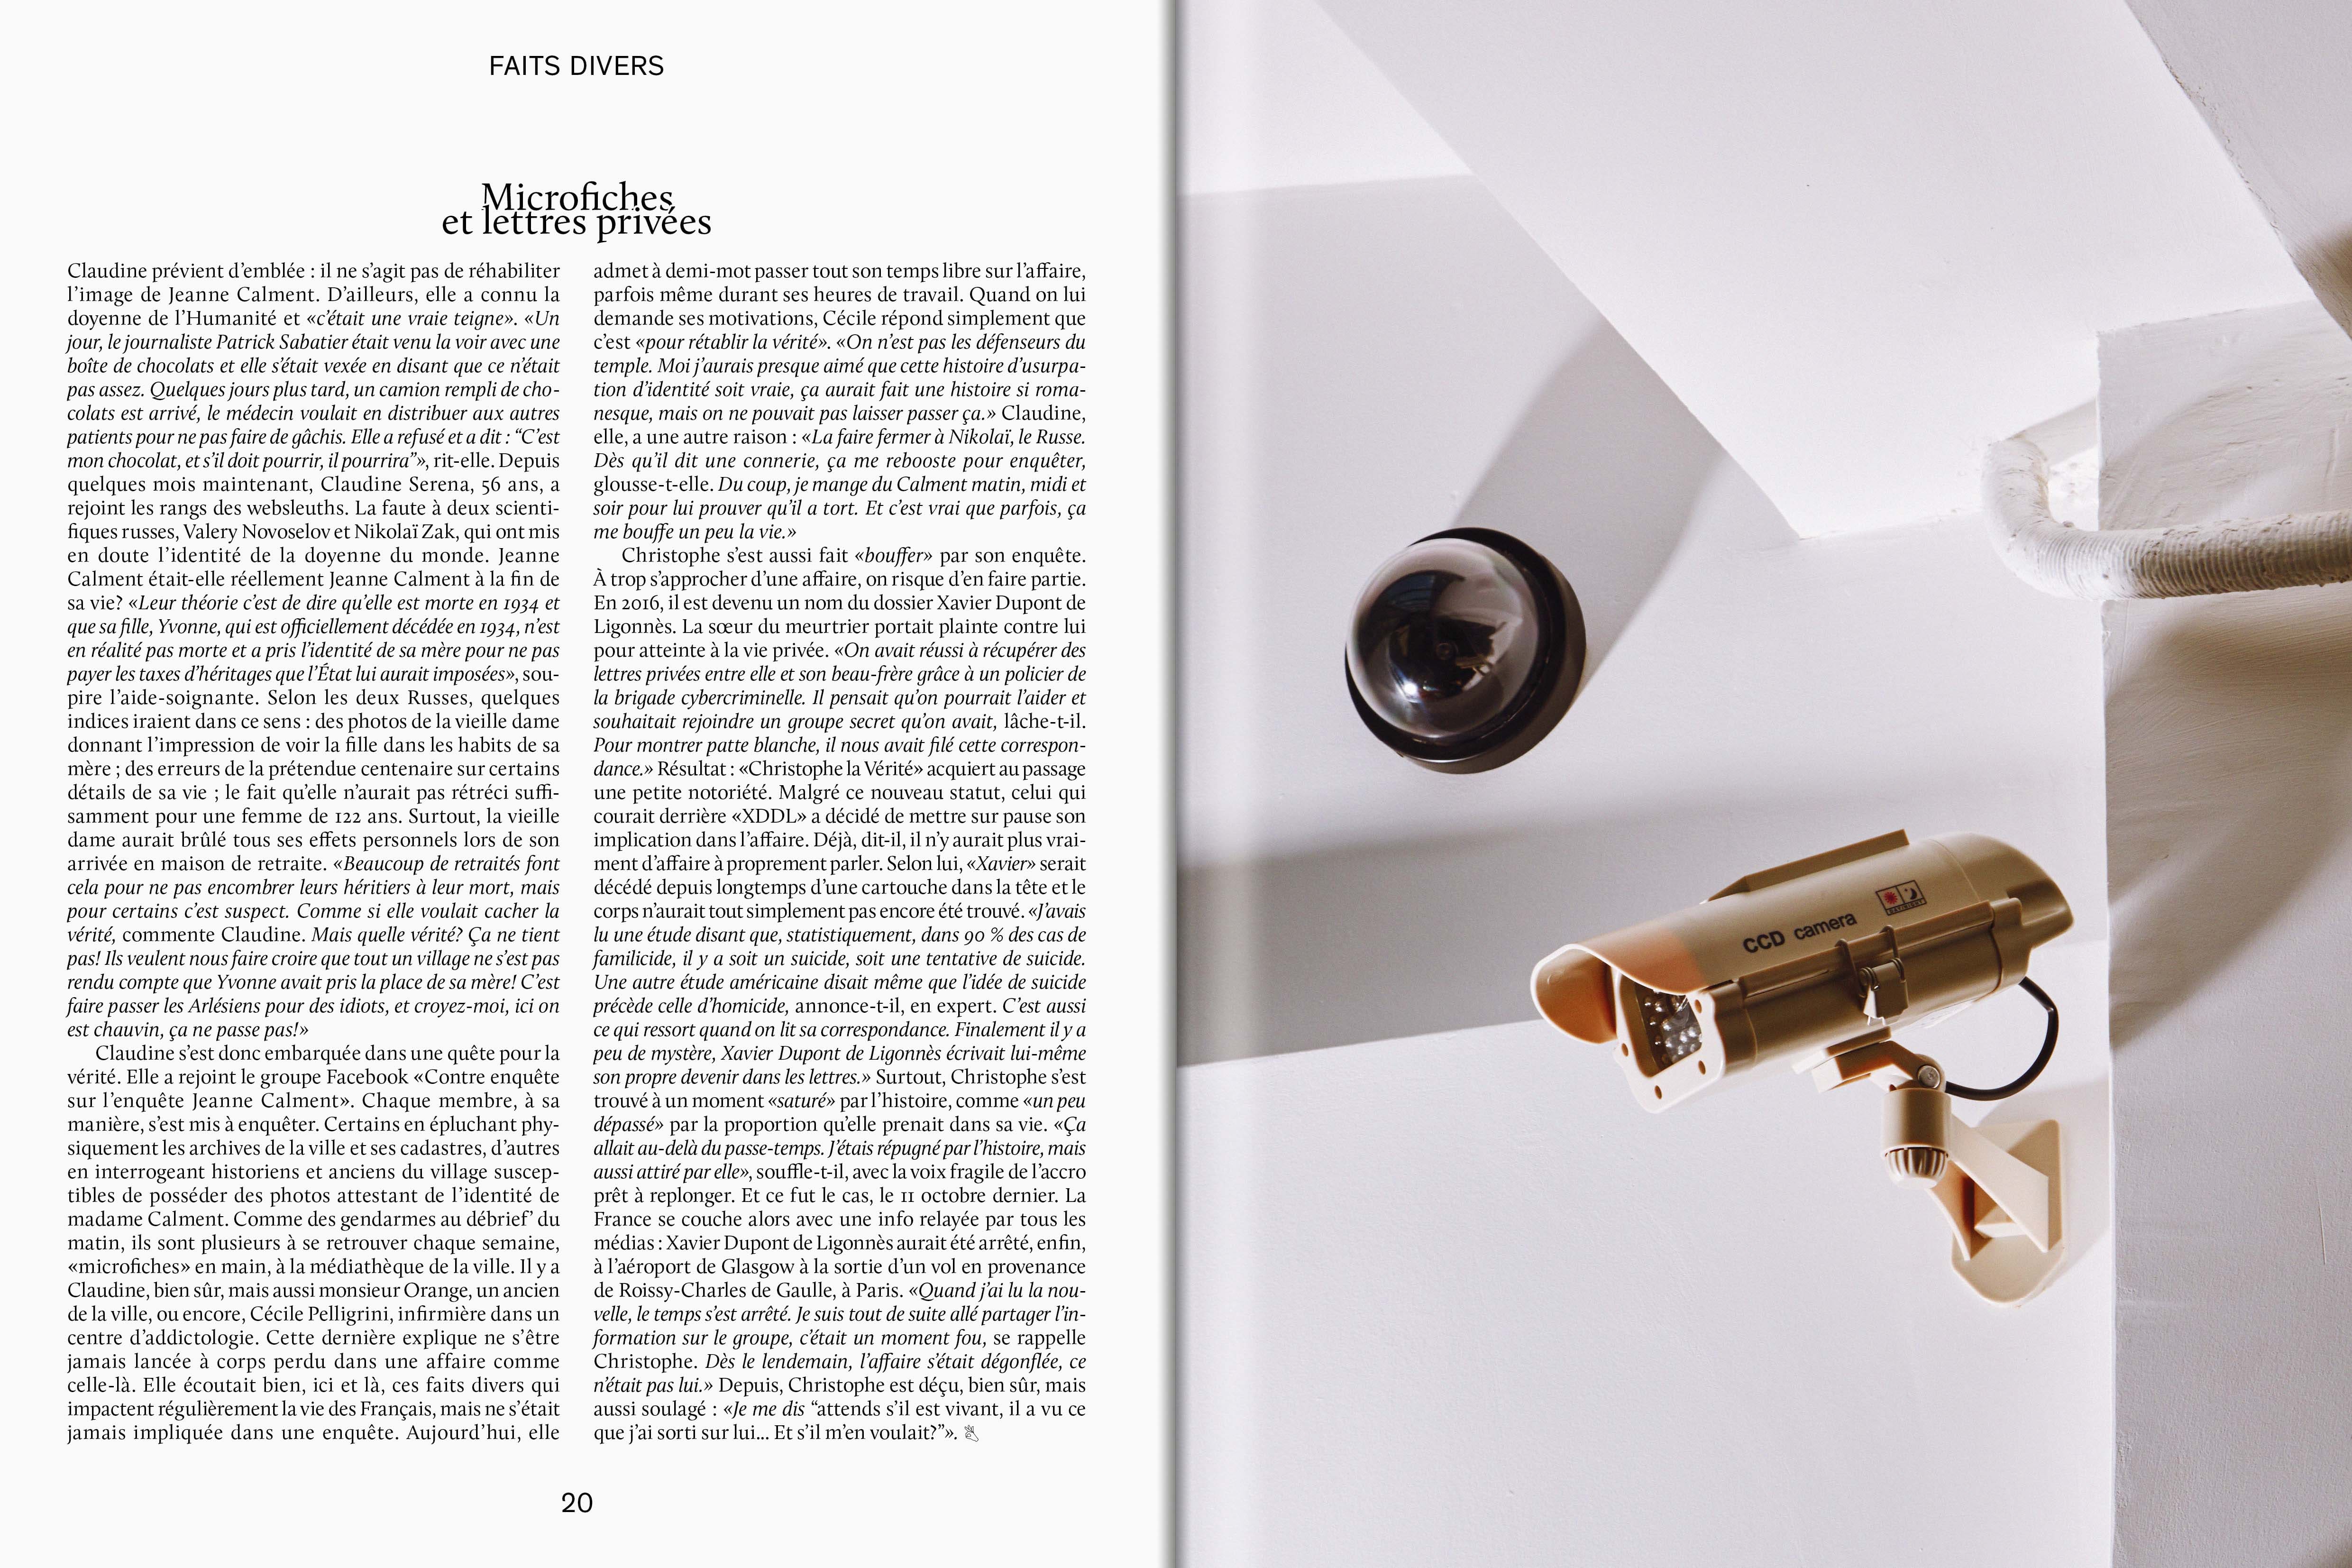 FAITS DIVERS
Microfiches
et lettres privées
Claudine prévient d’emblée : il ne s’agit pas de réhabiliter
l’image de Jeanne Calment. D’ailleurs, elle a connu la
doyenne de l’Humanité et «c’était une vraie teigne». «Un
jour, le journaliste Patrick Sabatier était venu la voir avec une
boîte de chocolats et elle s’était vexée en disant que ce n’était
pas assez. Quelques jours plus tard, un camion rempli de cho-
colats est arrivé, le médecin voulait en distribuer aux autres
patients pour ne pas faire de gâchis. Elle a refusé et a dit : “C’est
mon chocolat, et s’il doit pourrir, il pourrira”», rit-elle. Depuis
quelques mois maintenant, Claudine Serena, 56 ans, a
rejoint les rangs des websleuths. La faute à deux scienti-
fiques russes, Valery Novoselov et Nikolaï Zak, qui ont mis
en doute l’identité de la doyenne du monde. Jeanne
Calment était-elle réellement Jeanne Calment à la fin de
sa vie? «Leur théorie c’est de dire qu’elle est morte en 1934 et
que sa fille, Yvonne, qui est officiellement décédée en 1934, n’est
en réalité pas morte et a pris l’identité de sa mère pour ne pas
payer les taxes d’héritages que l’État lui aurait imposées», sou-
pire l’aide-soignante. Selon les deux Russes, quelques
indices iraient dans ce sens : des photos de la vieille dame
donnant l’impression de voir la fille dans les habits de sa
mère ; des erreurs de la prétendue centenaire sur certains
détails de sa vie ; le fait qu’elle n’aurait pas rétréci suffi-
samment pour une femme de 122 ans. Surtout, la vieille
dame aurait brûlé tous ses effets personnels lors de son
arrivée en maison de retraite. «Beaucoup de retraités font
cela pour ne pas encombrer leurs héritiers à leur mort, mais
pour certains c’est suspect. Comme si elle voulait cacher la
vérité, commente Claudine. Mais quelle vérité? Ça ne tient
pas! Ils veulent nous faire croire que tout un village ne s’est pas
rendu compte que Yvonne avait pris la place de sa mère! C’est
faire passer les Arlésiens pour des idiots, et croyez-moi, ici on
est chauvin, ça ne passe pas!»
Claudine s’est donc embarquée dans une quête pour la
vérité. Elle a rejoint le groupe Facebook «Contre enquête
sur l’enquête Jeanne Calment». Chaque membre, à sa
manière, s’est mis à enquêter. Certains en épluchant phy-
siquement les archives de la ville et ses cadastres, d’autres
en interrogeant historiens et anciens du village suscep-
tibles de posséder des photos attestant de l’identité de
madame Calment. Comme des gendarmes au débrief’ du
matin, ils sont plusieurs à se retrouver chaque semaine,
«microfiches» en main, à la médiathèque de la ville. Il y a
Claudine, bien sûr, mais aussi monsieur Orange, un ancien
de la ville, ou encore, Cécile Pelligrini, infirmière dans un
centre d’addictologie. Cette dernière explique ne s’être
jamais lancée à corps perdu dans une affaire comme
celle-là. Elle écoutait bien, ici et là, ces faits divers qui
impactent régulièrement la vie des Français, mais ne s’était
jamais impliquée dans une enquête. Aujourd’hui, elle
admet à demi-mot passer tout son temps libre sur l’affaire,
parfois même durant ses heures de travail. Quand on lui
demande ses motivations, Cécile répond simplement que
c’est «pour rétablir la vérité». «On n’est pas les défenseurs du
temple. Moi j’aurais presque aimé que cette histoire d’usurpa-
tion d’identité soit vraie, ça aurait fait une histoire si roma-
nesque, mais on ne pouvait pas laisser passer ça.» Claudine,
elle, a une autre raison : «La faire fermer à Nikolaï, le Russe.
Dès qu’il dit une connerie, ça me rebooste pour enquêter,
glousse-t-elle. Du coup, je mange du Calment matin, midi et
soir pour lui prouver qu’il a tort. Et c’est vrai que parfois, ça
me bouffe un peu la vie.»
Christophe s’est aussi fait «bouffer» par son enquête.
À trop s’approcher d’une affaire, on risque d’en faire partie.
En 2016, il est devenu un nom du dossier Xavier Dupont de
Ligonnès. La sœur du meurtrier portait plainte contre lui
pour atteinte à la vie privée. «On avait réussi à récupérer des
lettres privées entre elle et son beau-frère grâce à un policier de
la brigade cybercriminelle. Il pensait qu’on pourrait l’aider et
souhaitait rejoindre un groupe secret qu’on avait, lâche-t-il.
Pour montrer patte blanche, il nous avait filé cette correspon-
dance.» Résultat : «Christophe la Vérité» acquiert au passage
une petite notoriété. Malgré ce nouveau statut, celui qui
courait derrière «XDDL» a décidé de mettre sur pause son
implication dans l’affaire. Déjà, dit-il, il n’y aurait plus vrai-
ment d’affaire à proprement parler. Selon lui, «Xavier» serait
décédé depuis longtemps d’une cartouche dans la tête et le
corps n’aurait tout simplement pas encore été trouvé. «J’avais
lu une étude disant que, statistiquement, dans 90 % des cas de
familicide, il y a soit un suicide, soit une tentative de suicide.
Une autre étude américaine disait même que l’idée de suicide
précède celle d’homicide, annonce-t-il, en expert. C’est aussi
ce qui ressort quand on lit sa correspondance. Finalement il y a
peu de mystère, Xavier Dupont de Ligonnès écrivait lui-même
son propre devenir dans les lettres.» Surtout, Christophe s’est
trouvé à un moment «saturé» par l’histoire, comme «un peu
dépassé» par la proportion qu’elle prenait dans sa vie. «Ça
allait au-delà du passe-temps. J’étais répugné par l’histoire, mais
aussi attiré par elle», souffle-t-il, avec la voix fragile de l’accro
prêt à replonger. Et ce fut le cas, le 11 octobre dernier. La
France se couche alors avec une info relayée par tous les
médias : Xavier Dupont de Ligonnès aurait été arrêté, enfin,
à l’aéroport de Glasgow à la sortie d’un vol en provenance
de Roissy-Charles de Gaulle, à Paris. «Quand j’ai lu la nou-
velle, le temps s’est arrêté. Je suis tout de suite allé partager l’in-
formation sur le groupe, c’était un moment fou, se rappelle
Christophe. Dès le lendemain, l’affaire s’était dégonflée, ce
n’était pas lui.» Depuis, Christophe est déçu, bien sûr, mais
aussi soulagé : «Je me dis “attends s’il est vivant, il a vu ce
que j’ai sorti sur lui... Et s’il m’en voulait?”».
20
CCD camera